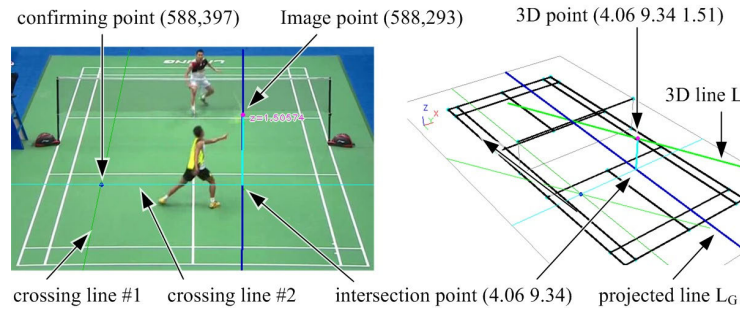 confirming point (588,397)
Image point (588,293)
3D point (4.06 9.34 1.51)
z=1.50574
Z
X
3D line L
crossing line #1
crossing line #2
intersection point (4.06 9.34)
projected line L_G